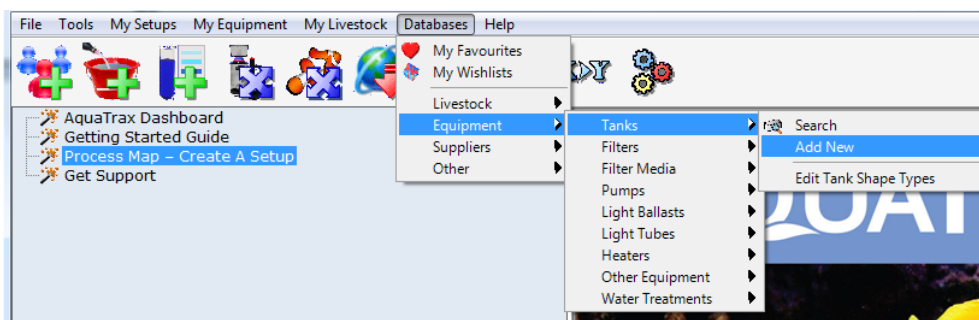 File Tools My Setups My Equipment My Livestock Databases Help
My Favourites
My Wishlists
Livestock
Equipment
Suppliers
Other
Tanks
Filters
Filter Media
Pumps
Light Ballasts
Light Tubes
Heaters
Other Equipment
Water Treatments
Search
Add New
Edit Tank Shape Types
AquaTrax Dashboard
Getting Started Guide
Process Map – Create A Setup
Get Support